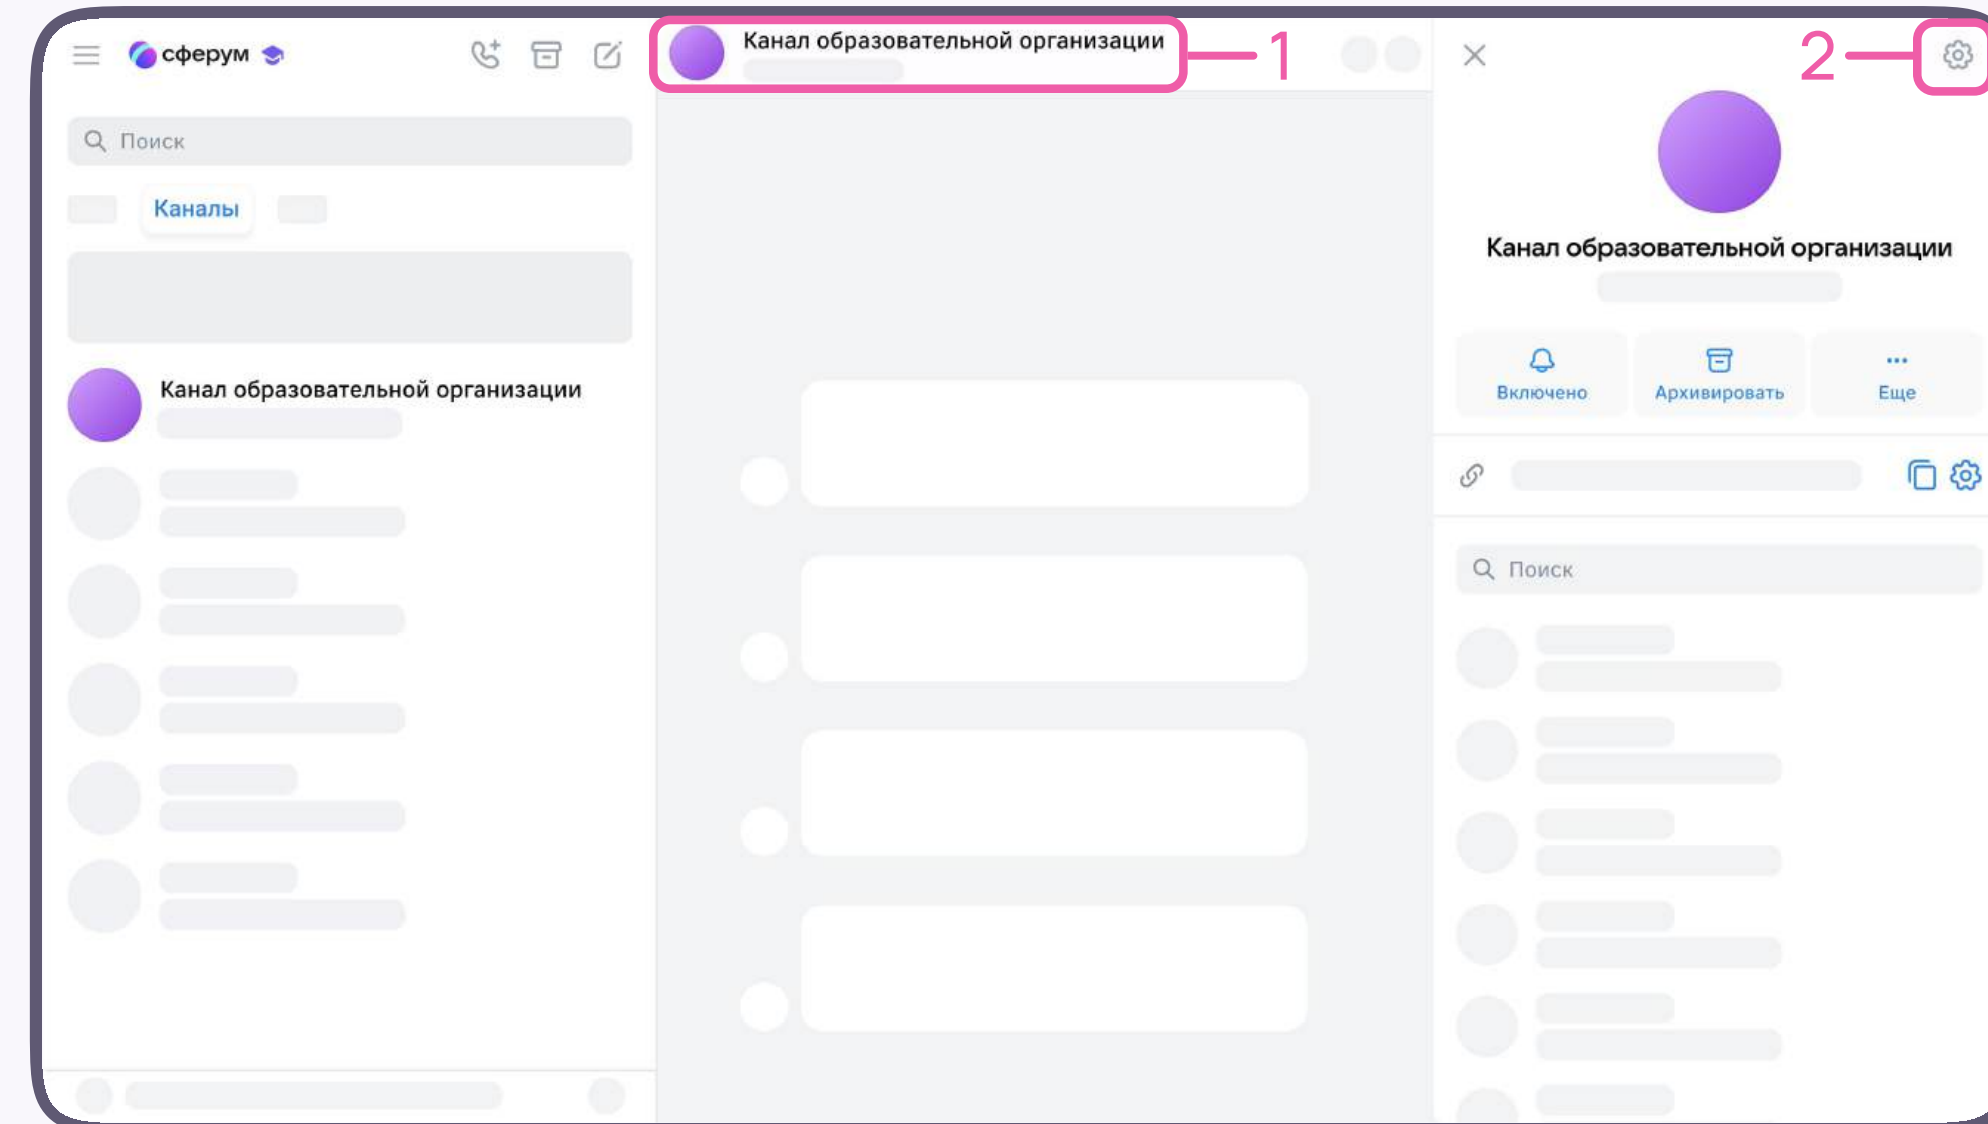 сферум
Поиск
Каналы
Канал образовательной организации
Канал образовательной организации
1
2
Канал образовательной организации
Включено
Архивировать
Еще
Поиск